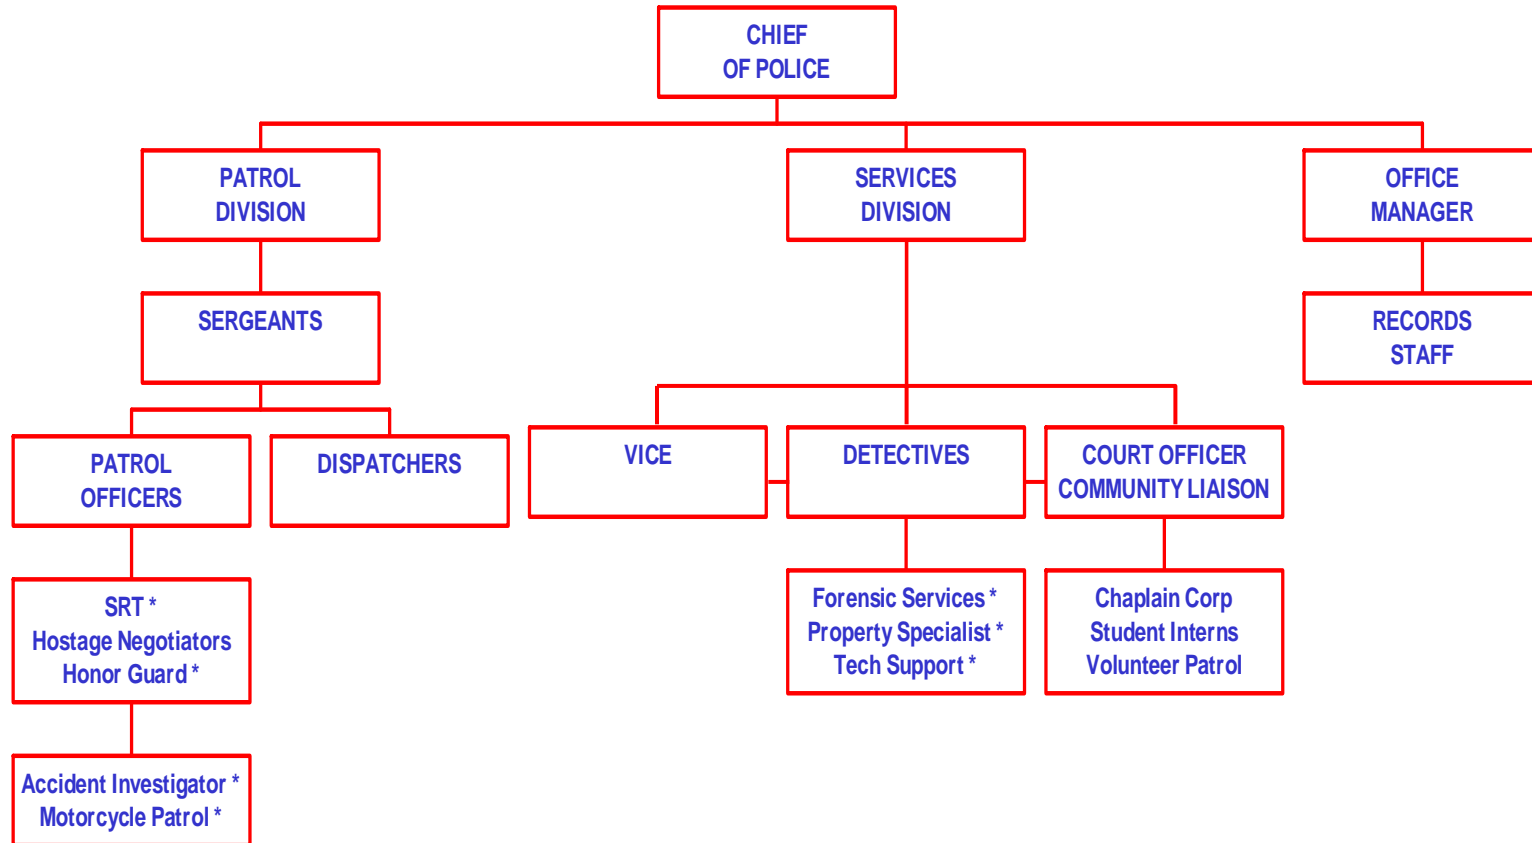 CHIEF
OF POLICE
PATROL
DIVISION
SERVICES
DIVISION
OFFICE
MANAGER
SERGEANTS
RECORDS
STAFF
PATROL
OFFICERS
DISPATCHERS
VICE
DETECTIVES
COURT OFFICER
COMMUNITY LIAISON
SRT *
Hostage Negotiators
Honor Guard *
Forensic Services *
Property Specialist *
Tech Support *
Chaplain Corp
Student Interns
Volunteer Patrol
Accident Investigator *
Motorcycle Patrol *